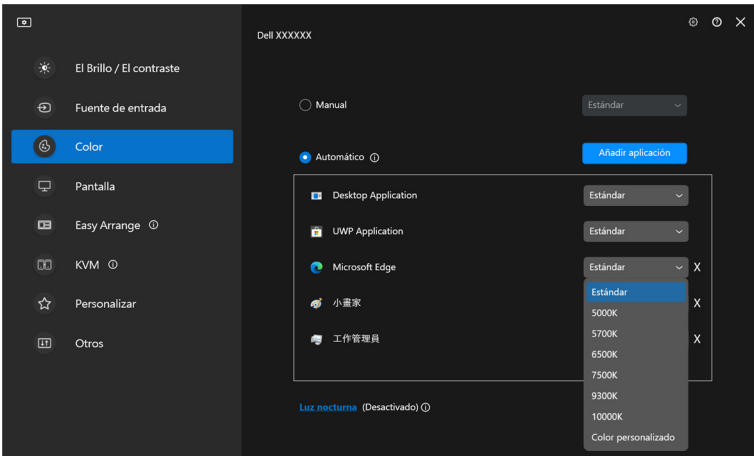 Dell XXXXXX
El Brillo / El contraste
Fuente de entrada
Color
Pantalla
Easy Arrange
KVM
Personalizar
Otros
Manual
Estándar
Automático
Añadir aplicación
Desktop Application
Estándar
UWP Application
Estándar
Microsoft Edge
Estándar
X
小畫家
X
工作管理員
X
Estándar
5000K
5700K
6500K
7500K
9300K
10000K
Color personalizado
Luz nocturna (Desactivado)